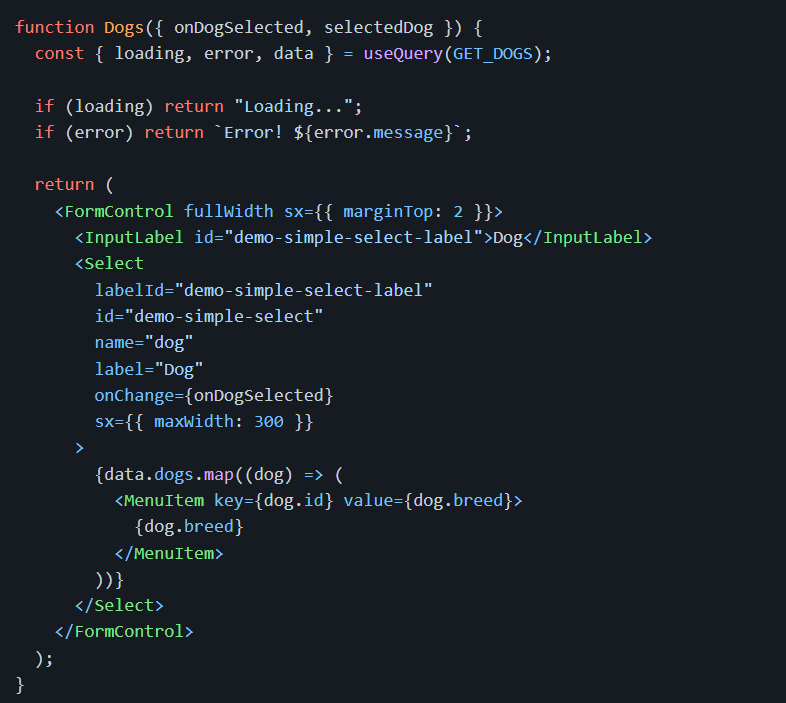 function Dogs({ onDogSelected, selectedDog }) {
  const { loading, error, data } = useQuery(GET_DOGS);

  if (loading) return "Loading...";
  if (error) return `Error! ${error.message}`;

  return (
    <FormControl fullWidth sx={{ marginTop: 2 }}>
      <InputLabel id="demo-simple-select-label">Dog</InputLabel>
      <Select
        labelId="demo-simple-select-label"
        id="demo-simple-select"
        name="dog"
        label="Dog"
        onChange={onDogSelected}
        sx={{ maxWidth: 300 }}
      >
        {data.dogs.map((dog) => (
          <MenuItem key={dog.id} value={dog.breed}>
            {dog.breed}
          </MenuItem>
        ))}
      </Select>
    </FormControl>
  );
}